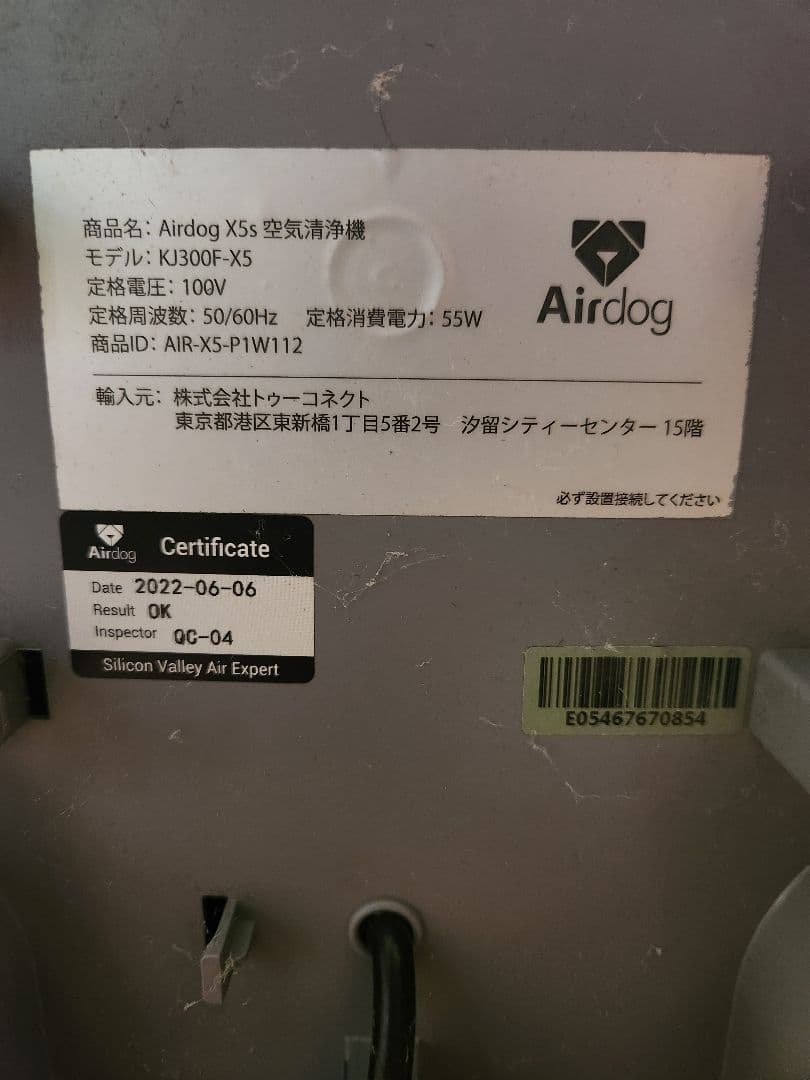 商品名: Airdog X5s 空気清浄機
モデル: KJ300F-X5
定格電圧: 100V
定格周波数: 50/60Hz 定格消費電力: 55W
商品ID: AIR-X5-P1W112
Airdog
輸入元: 株式会社トゥーコネクト
東京都港区東新橋1丁目5番2号 汐留シティーセンター 15階
必ず設置接続してください
Airdog Certificate
Date 2022-06-06
Result OK
Inspector QC-04
Silicon Valley Air Expert
E05467670854